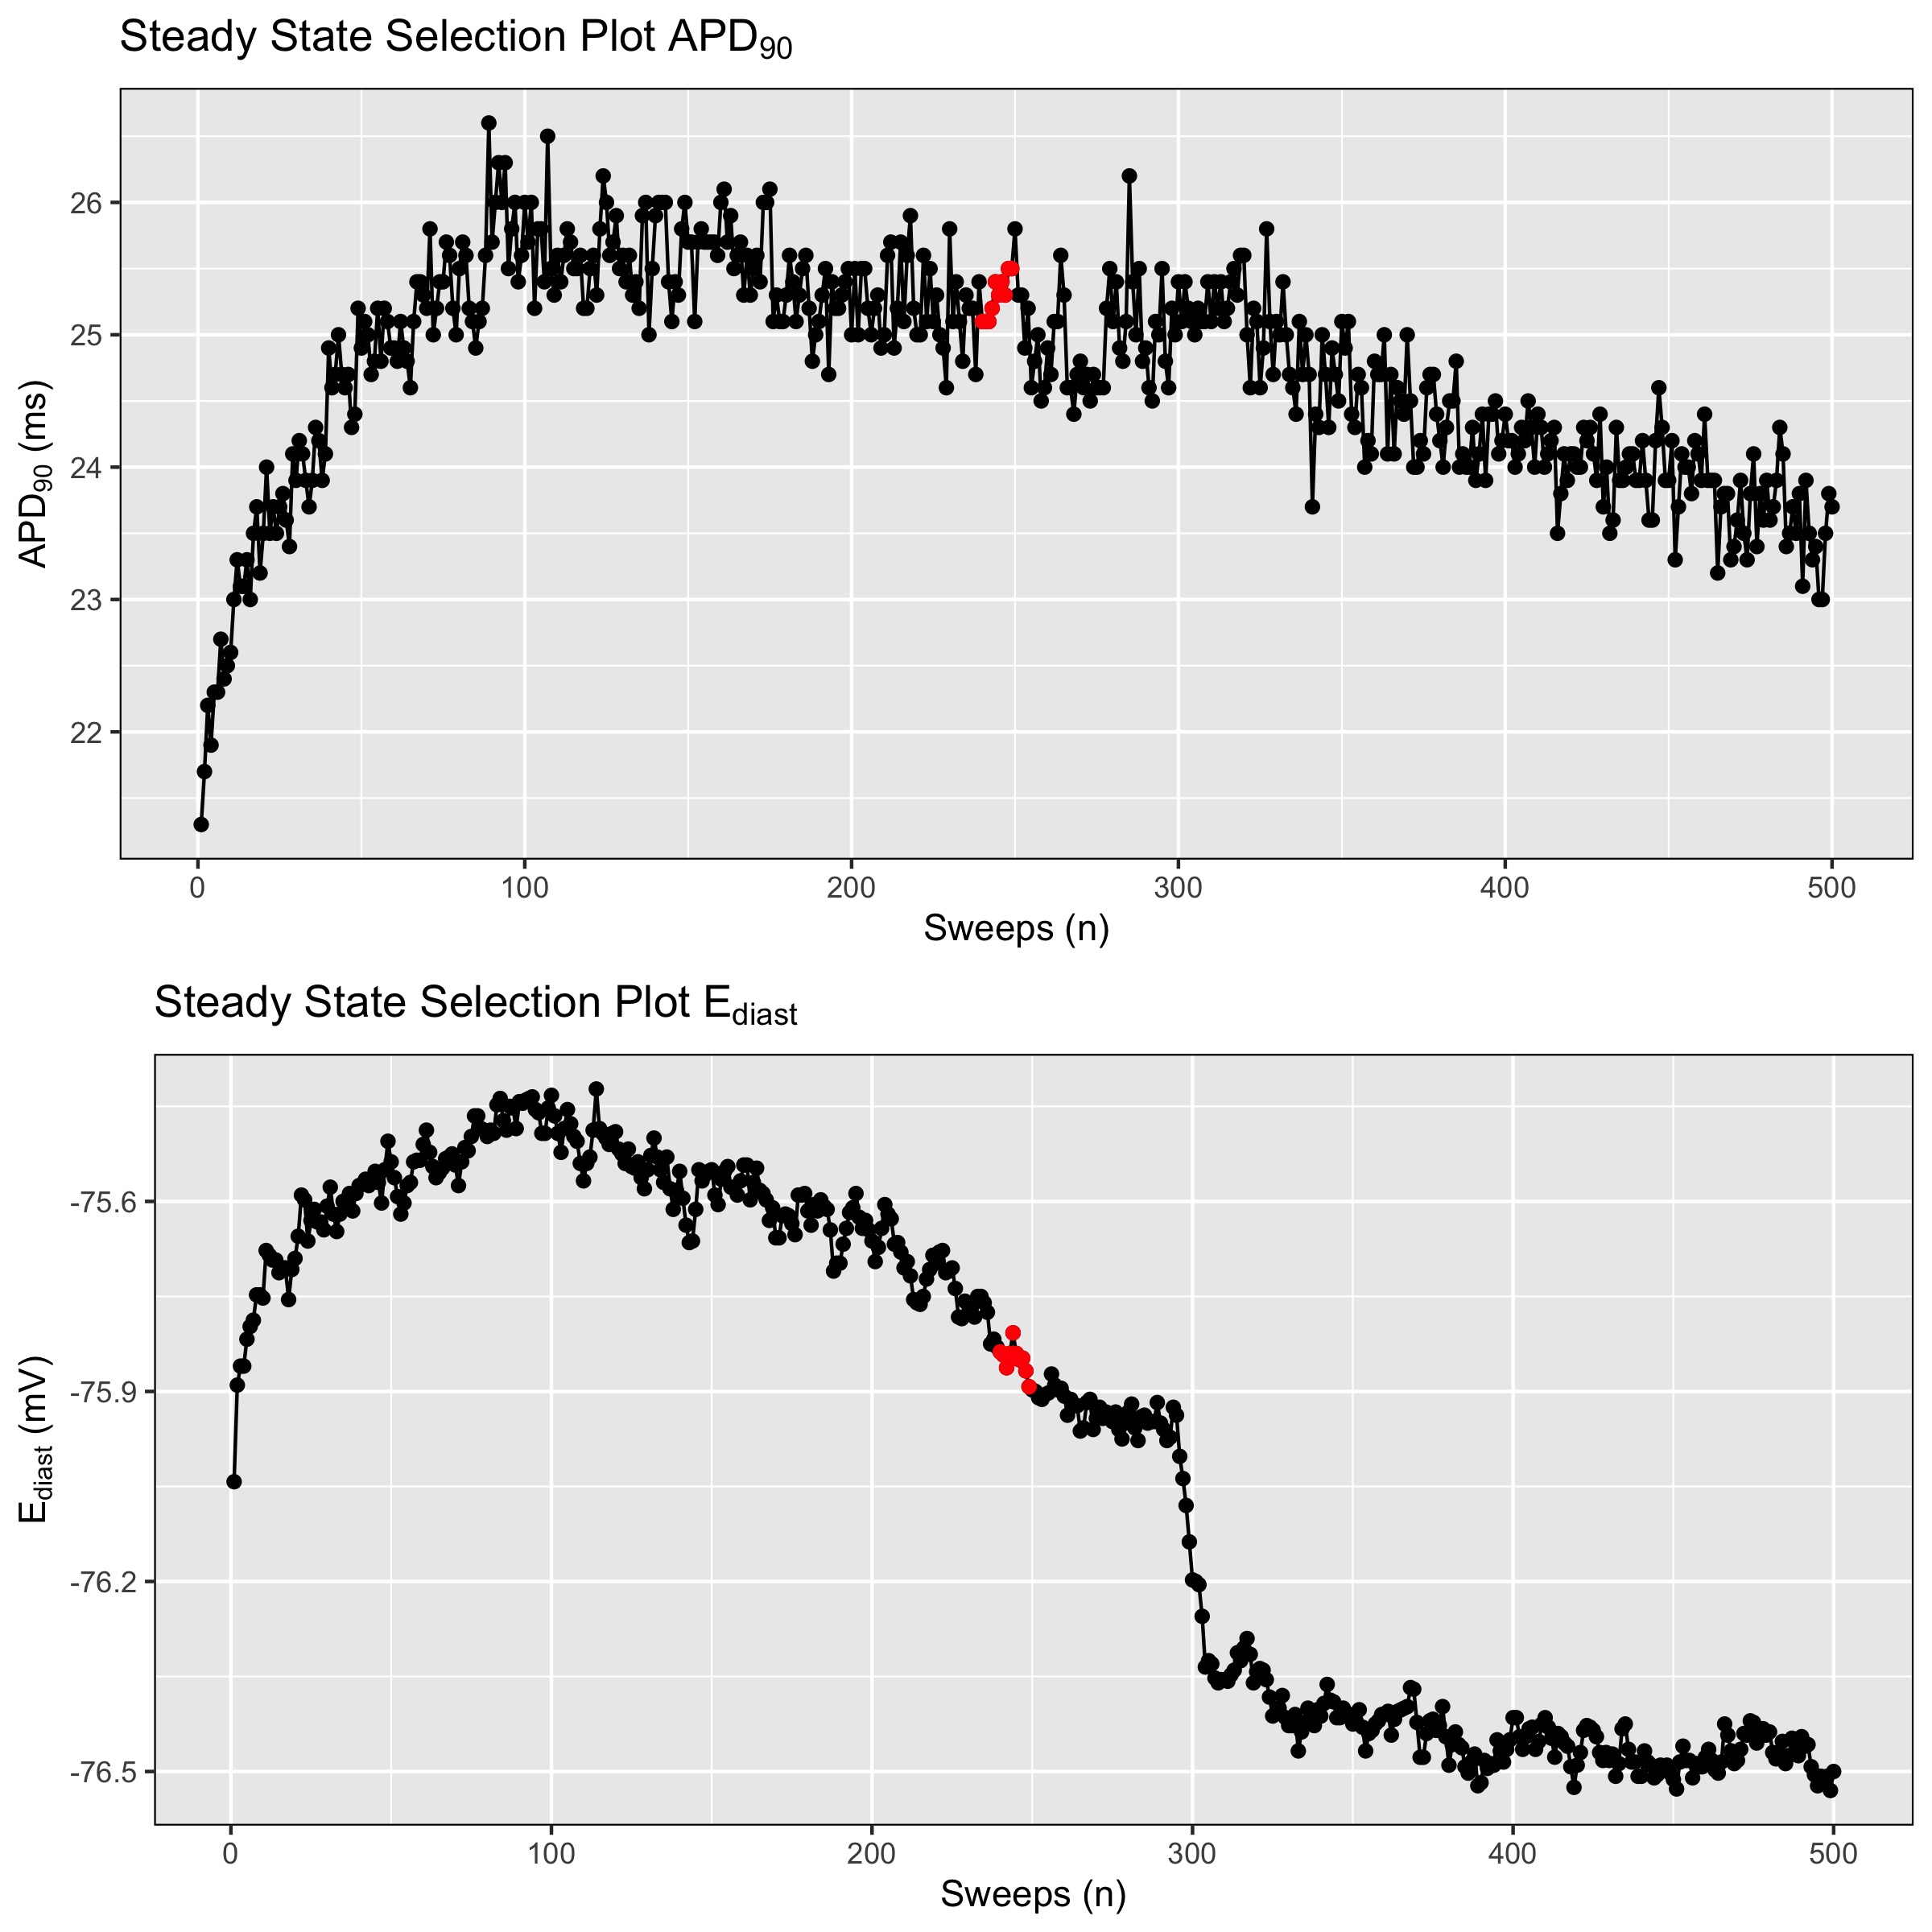 Steady State Selection Plot APD90
26
25
24
23
22
APD90 (ms)
0 100 200 300 400 500
Sweeps (n)
Steady State Selection Plot Ediast
-75.6
-75.9
-76.2
-76.5
Ediast (mV)
0 100 200 300 400 500
Sweeps (n)